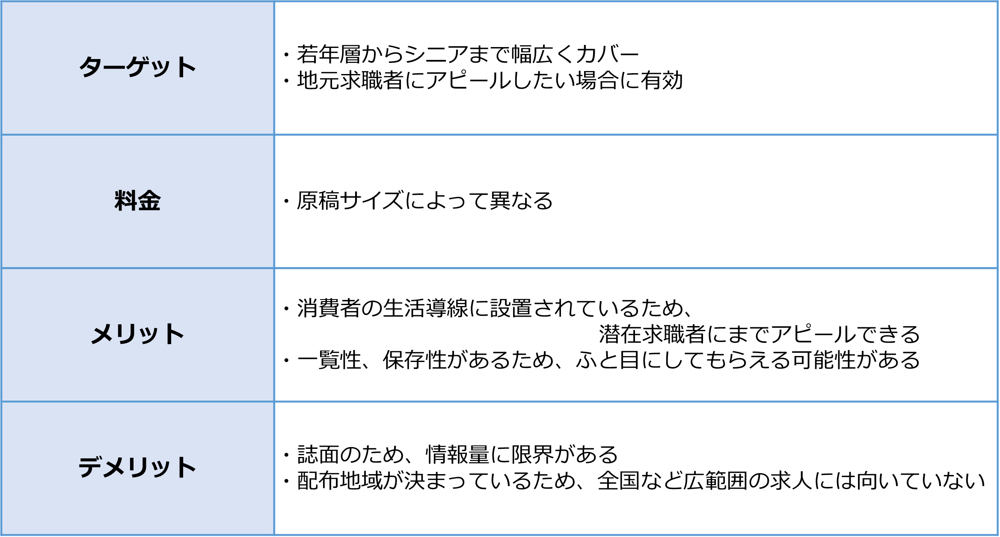 ターゲット
・若年層からシニアまで幅広くカバー
・地元求職者にアピールしたい場合に有効
料金
・原稿サイズによって異なる
メリット
・消費者の生活導線に設置されているため、
潜在求職者にまでアピールできる
・一覧性、保存性があるため、ふと目にしてもらえる可能性がある
デメリット
・誌面のため、情報量に限界がある
・配布地域が決まっているため、全国など広範囲の求人には向いていない